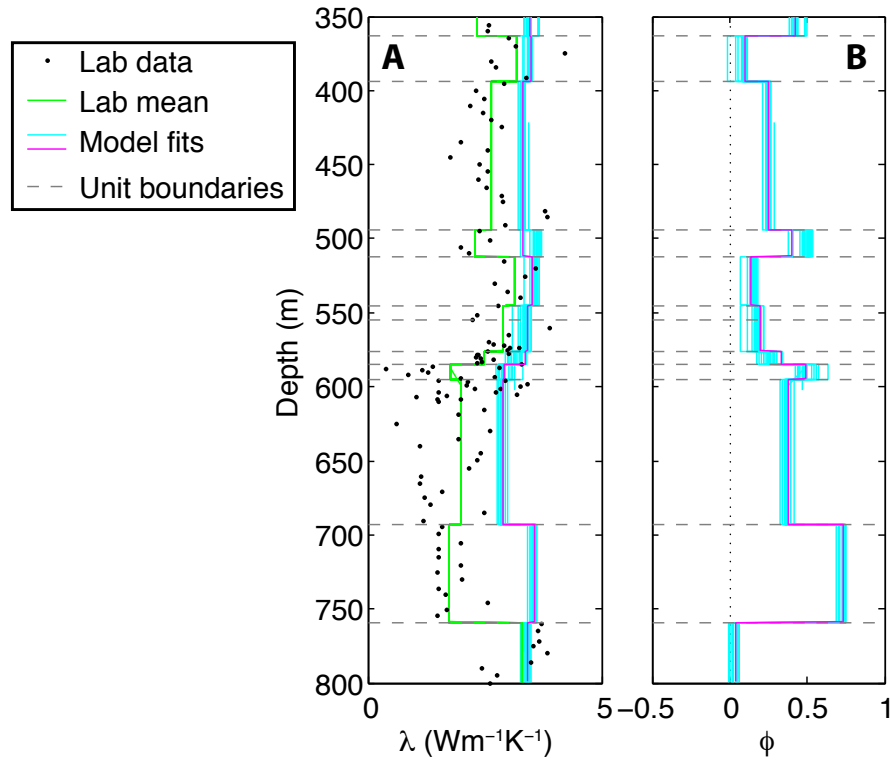 Lab data
Lab mean
Model fits
Unit boundaries
A
B
350
400
450
500
550
600
650
700
750
800
Depth (m)
0
5
−0.5
0
0.5
1
λ (Wm⁻¹K⁻¹)
ϕ